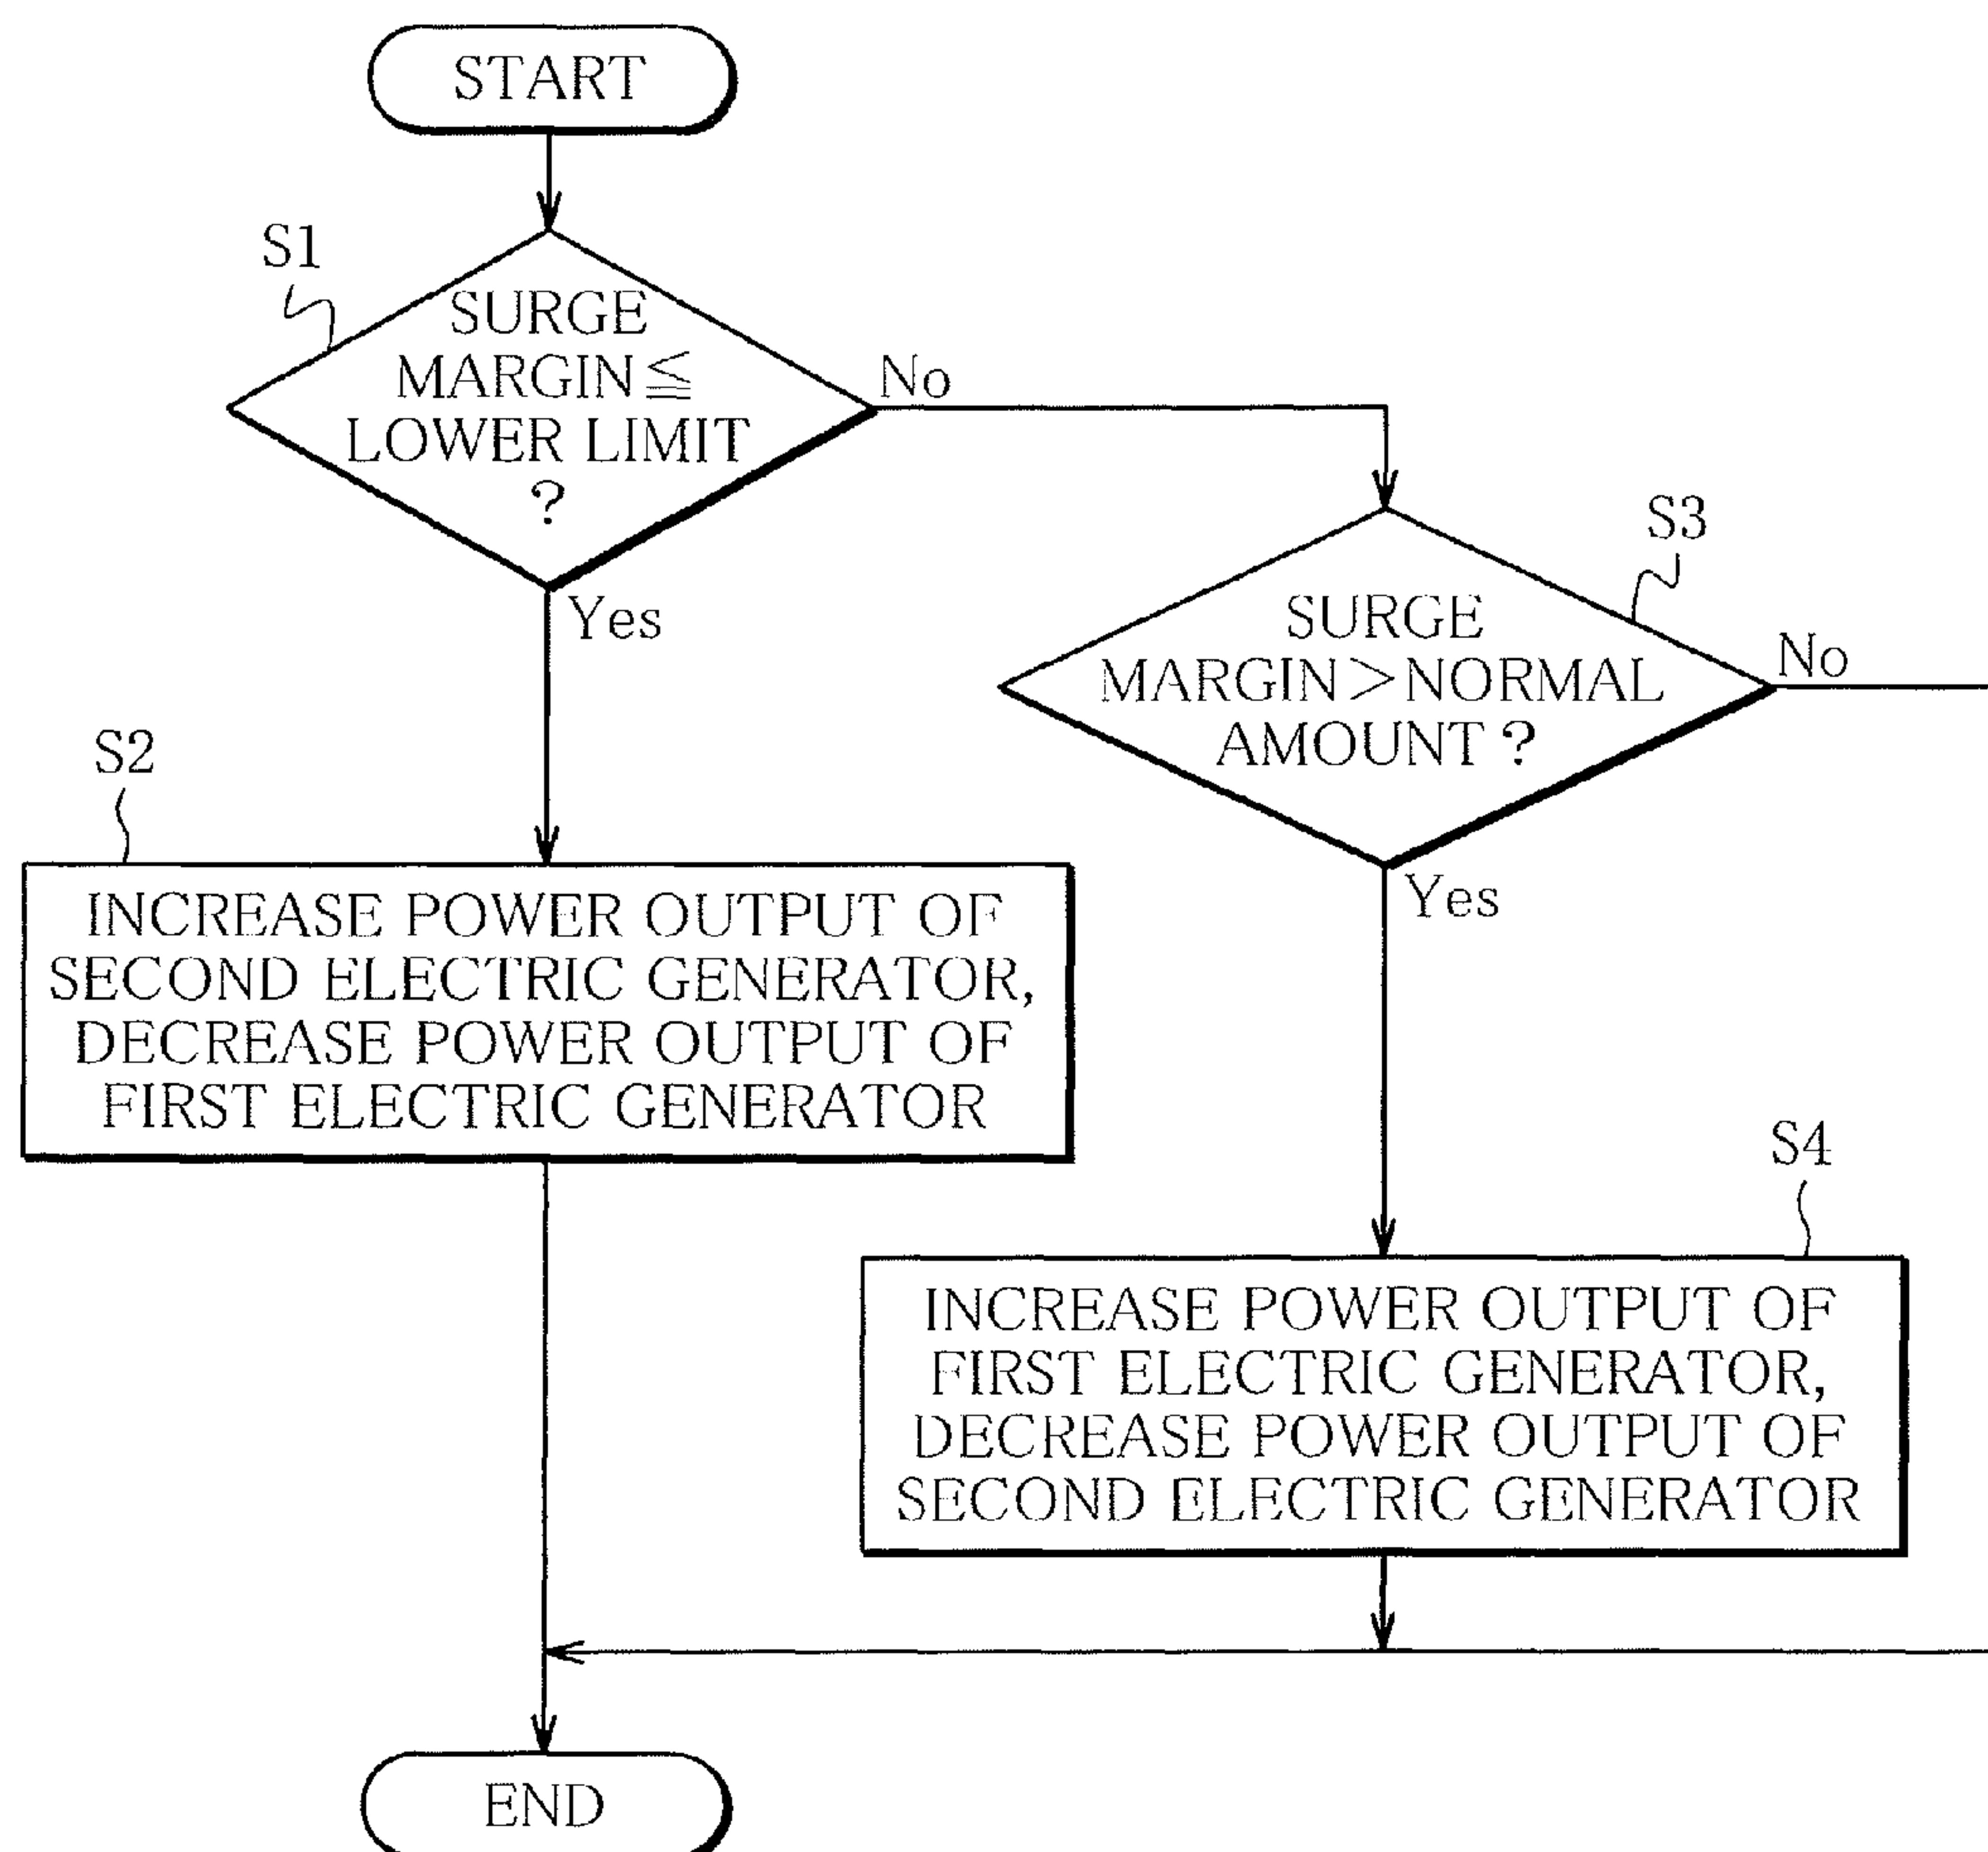 START
S1
SURGE
MARGIN≦
LOWER LIMIT
?
No
Yes
S3
SURGE
MARGIN>NORMAL
AMOUNT?
No
Yes
S2
INCREASE POWER OUTPUT OF
SECOND ELECTRIC GENERATOR,
DECREASE POWER OUTPUT OF
FIRST ELECTRIC GENERATOR
S4
INCREASE POWER OUTPUT OF
FIRST ELECTRIC GENERATOR,
DECREASE POWER OUTPUT OF
SECOND ELECTRIC GENERATOR
END